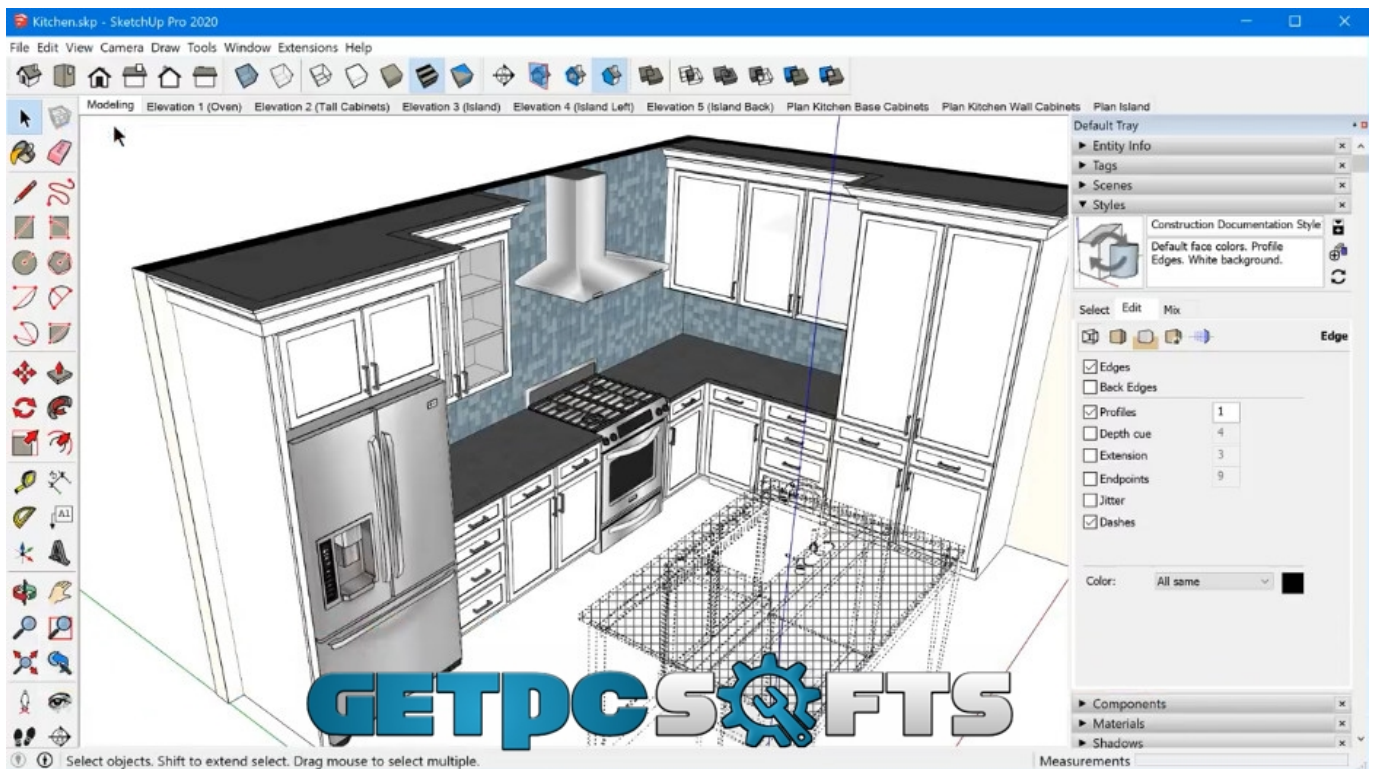 Kitchen.skp - SketchUp Pro 2020
File Edit View Camera Draw Tools Window Extensions Help
Modeling Elevation 1 (Oven) Elevation 2 (Tall Cabinets) Elevation 3 (Island) Elevation 4 (Island Left) Elevation 5 (Island Back) Plan Kitchen Base Cabinets Plan Kitchen Wall Cabinets Plan Island
Default Tray
Entity Info
Tags
Scenes
Styles
Construction Documentation Style
Default face colors. Profile
Edges. White background.
Select Edit Mix
Edge
Edges
Back Edges
Profiles 1
Depth cue 4
Extension 3
Endpoints 9
Jitter
Dashes
Color: All same
A1
GETPCSOFTS
Components
Materials
Shadows
Select objects. Shift to extend select. Drag mouse to select multiple.
Measurements